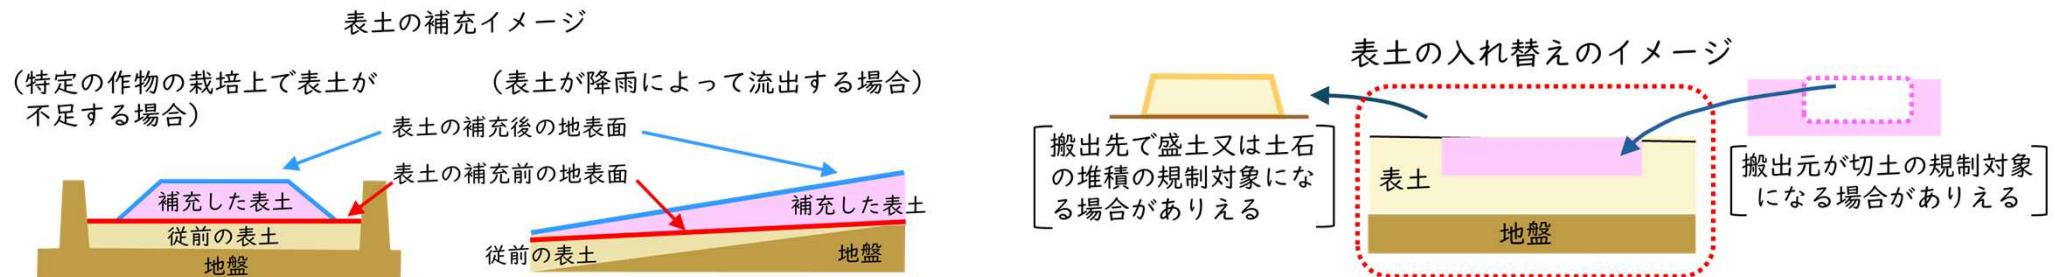 表土の補充イメージ
（特定の作物の栽培上で表土が
不足する場合）
（表土が降雨によって流出する場合）
表土の補充後の地表面
表土の補充前の地表面
補充した表土
従前の表土
地盤
補充した表土
従前の表土
地盤
表土の入れ替えのイメージ
搬出先で盛土又は土石
の堆積の規制対象にな
る場合がありえる
表土
地盤
搬出元が切土の規制対象
になる場合がありえる